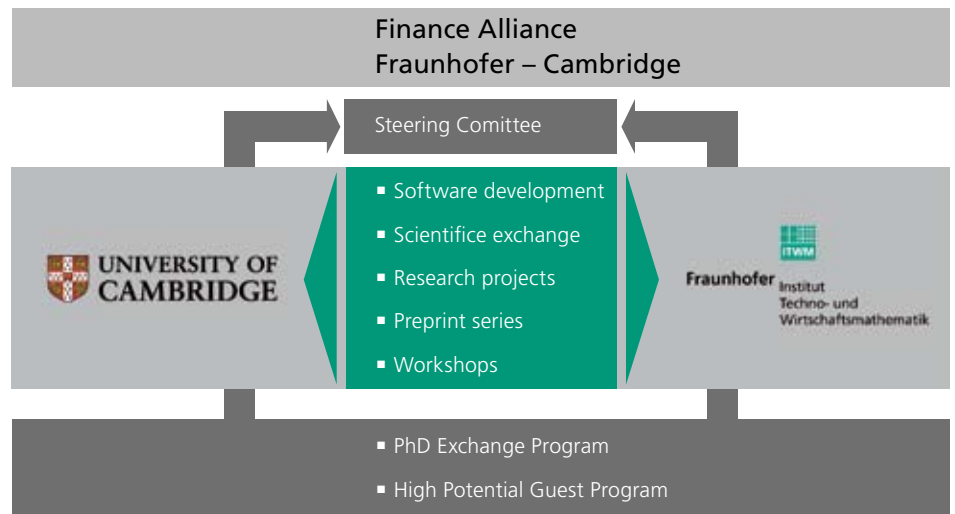 Finance Alliance
Fraunhofer – Cambridge
Steering Comittee
▪ Software development
▪ Scientifice exchange
▪ Research projects
▪ Preprint series
▪ Workshops
UNIVERSITY OF
CAMBRIDGE
ITWM
Fraunhofer Institut
Techno- und
Wirtschaftsmathematik
▪ PhD Exchange Program
▪ High Potential Guest Program